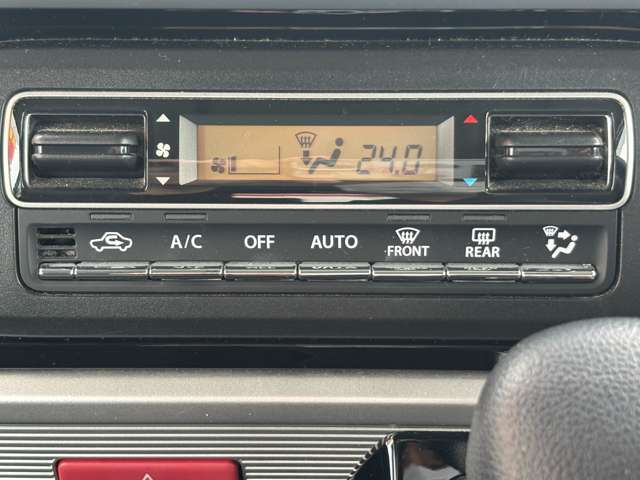 24.0
A/C OFF AUTO FRONT REAR